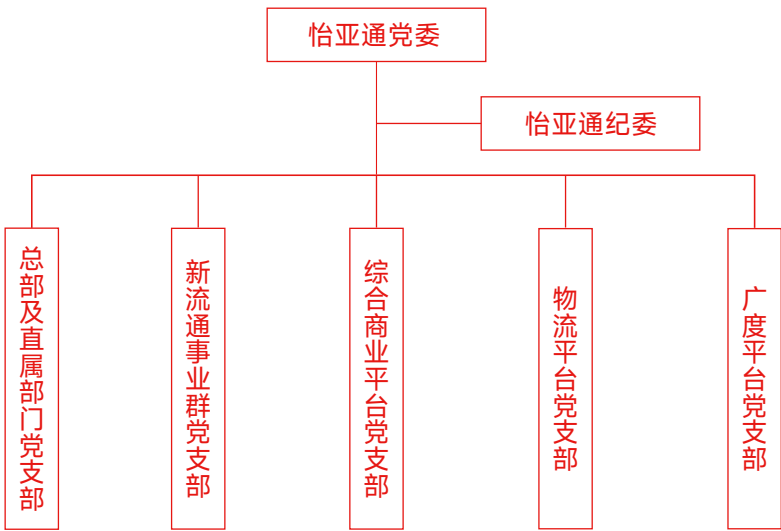 怡亚通党委
怡亚通纪委
总部及直属部门党支部
新流通事业群党支部
综合商业平台党支部
物流平台党支部
广度平台党支部